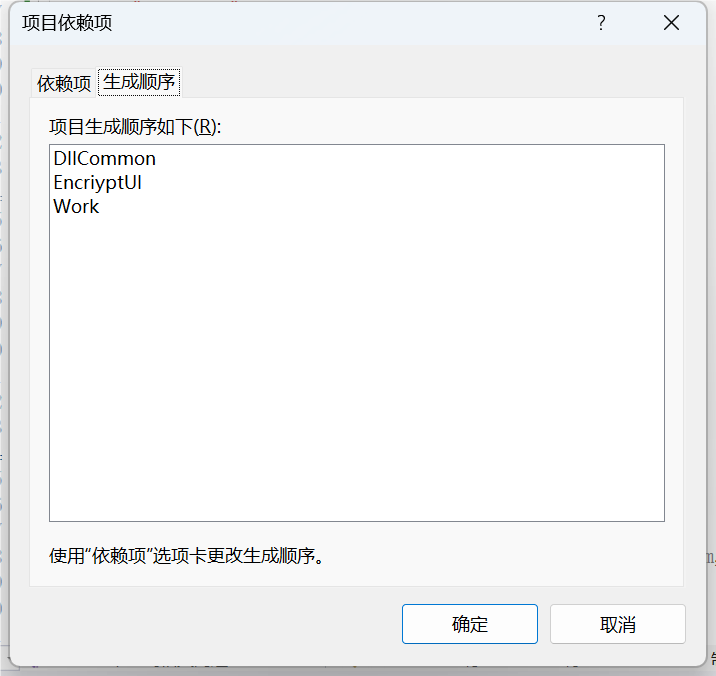 项目依赖项
?
依赖项 生成顺序
项目生成顺序如下(R):
DllCommon
EncriyptUI
Work
使用“依赖项”选项卡更改生成顺序。
确定 取消